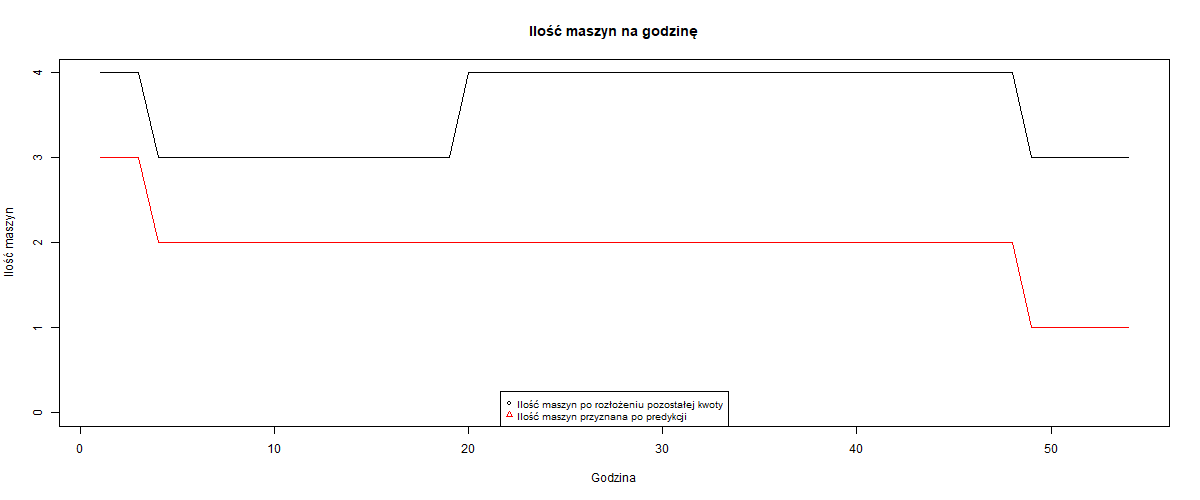 Ilość maszyn na godzinę
Ilość maszyn
4
3
2
1
0
Ilość maszyn po rozłożeniu pozostałej kwoty
Ilość maszyn przyznana po predykcji
0 10 20 30 40 50
Godzina